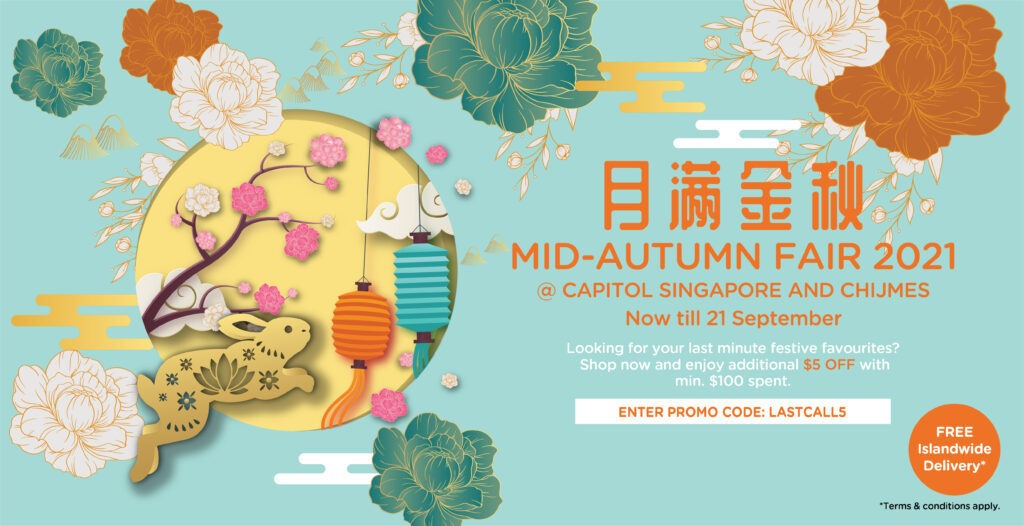 月满金秋
MID-AUTUMN FAIR 2021
@ CAPITOL SINGAPORE AND CHIJMES
Now till 21 September
Looking for your last minute festive favourites?
Shop now and enjoy additional $5 OFF with
min. $100 spent.
ENTER PROMO CODE: LASTCALL5
FREE
Islandwide
Delivery*
*Terms & conditions apply.